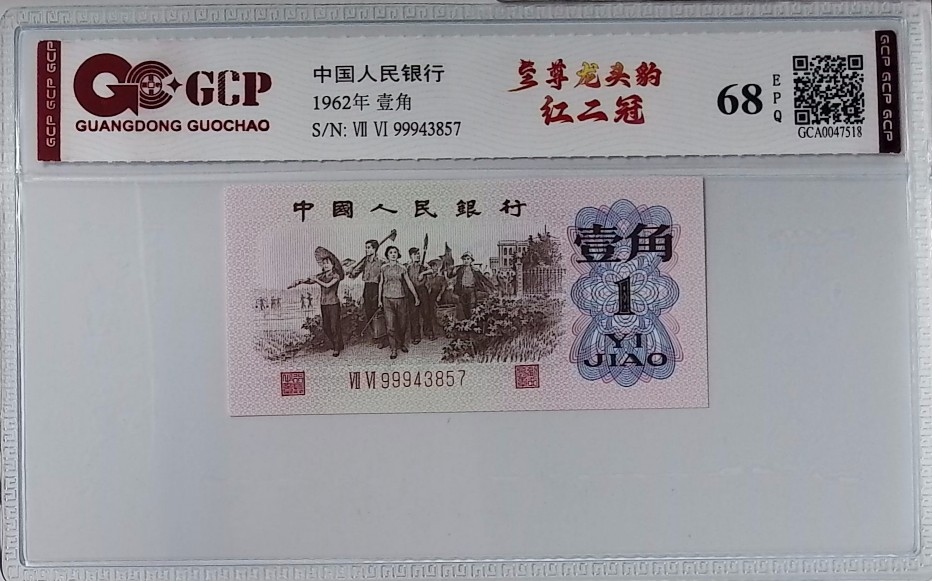 GCP GCP GCP
GCP
GUANGDONG GUOCHAO
中国人民银行
1962年 壹角
S/N: Ⅶ Ⅵ 99943857
至尊龙头豹
红二冠
68
EPQ
GCA0047518
GCP GCP GCP
中國人民銀行
壹角
1
YI
JIAO
Ⅶ Ⅵ 99943857